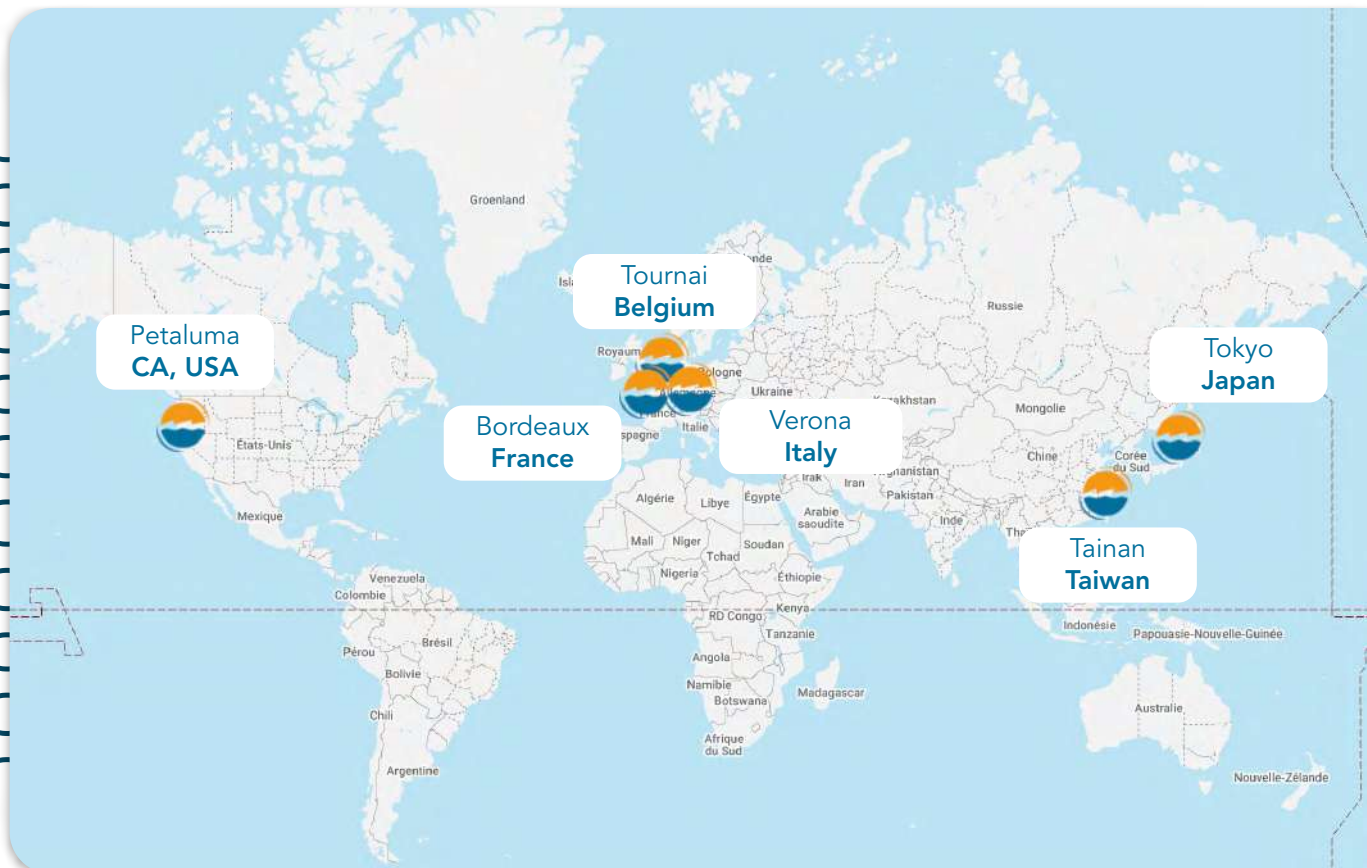 Groenland
Tournai
Belgium
Russie
Petaluma
CA, USA
Tokyo
Japan
Ukraine
Mongolie
Bordeaux
France
Verona
Italy
États-Unis
Italie
Chine
Corée
du Sud
Iran
Irak
Pakistan
Mexique
Algérie
Libye
Égypte
Arabie
saoudite
Inde
Mali
Niger
Tchad
Soudan
Tainan
Taiwan
Venezuela
Colombie
Nigeria
Éthiopie
RD Congo
Kenya
Indonésie
Papouasie-Nouvelle-Guinée
Tanzanie
Pérou
Brésil
Bolivie
Angola
Namibie
Botswana
Madagascar
Chili
Australie
Afrique
du Sud
Argentine
Nouvelle-Zélande